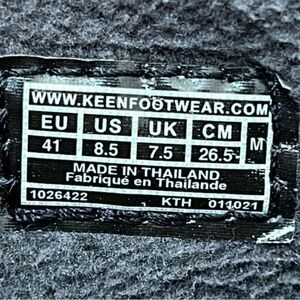 WWW.KEENFOOTWEAR.COM
EU US UK CM M
41 8.5 7.5 26.5
MADE IN THAILAND
Fabriqué en Thaïlande
1026422 KTH 011021